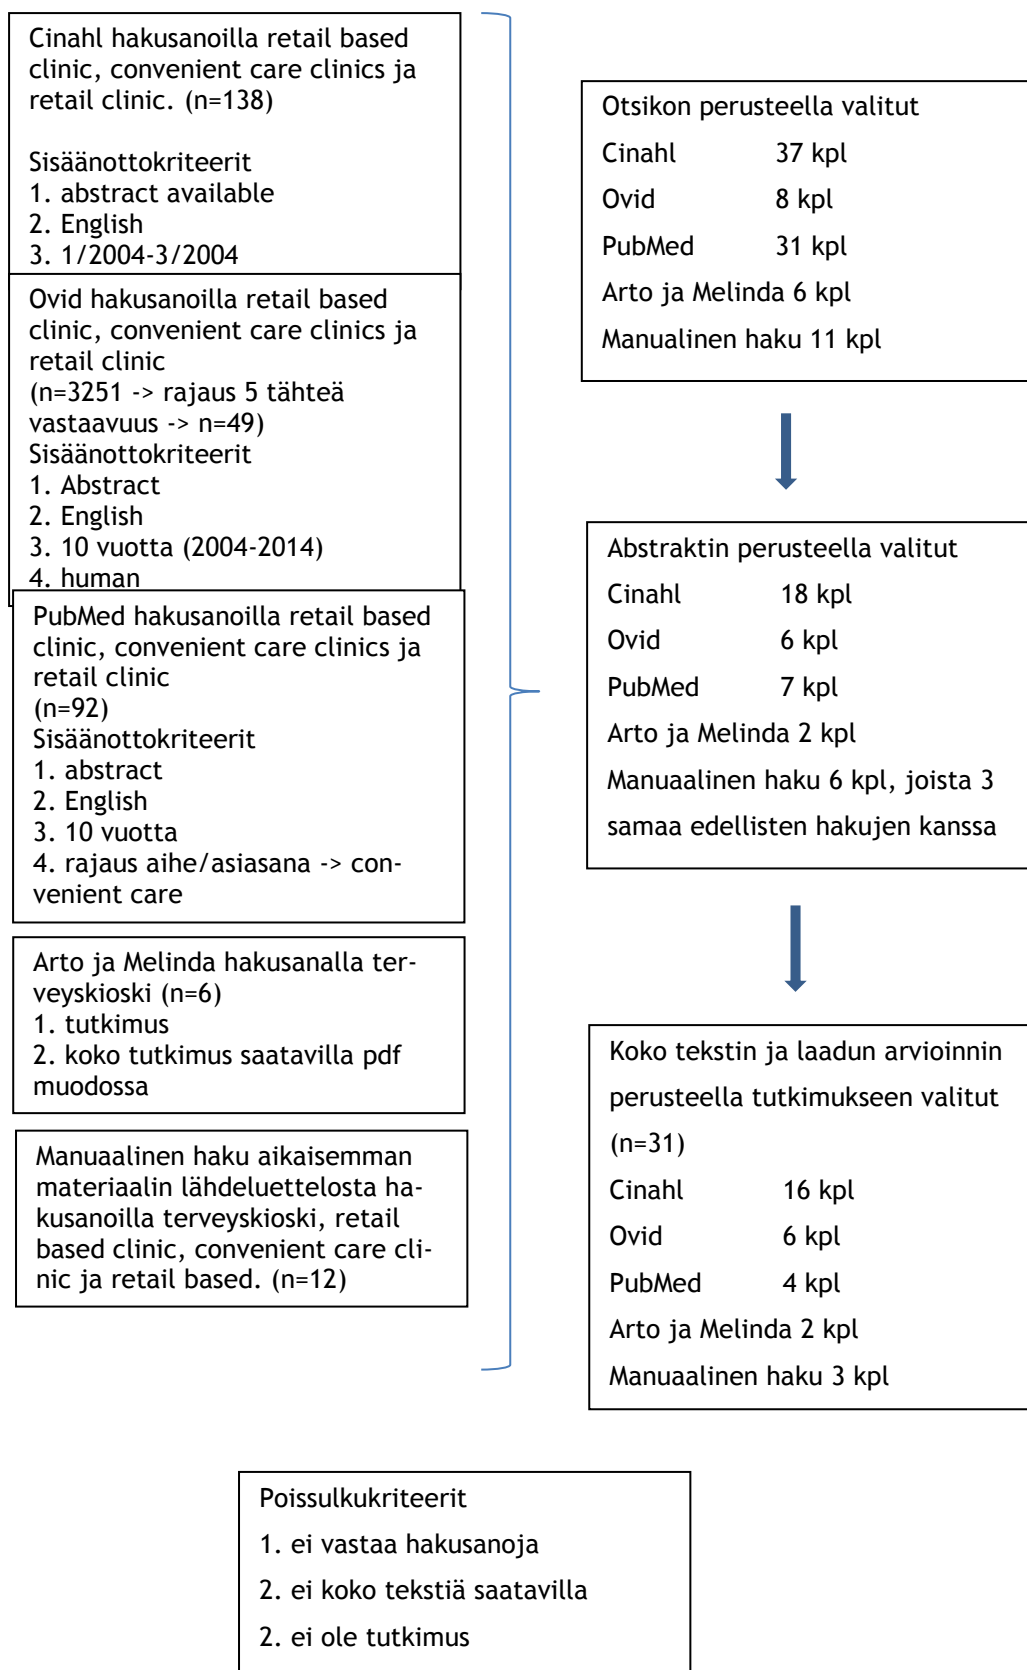 Cinahl hakusanoilla retail based
clinic, convenient care clinics ja
retail clinic. (n=138)
Sisäänottokriteerit
1. abstract available
2. English
3. 1/2004-3/2004
Ovid hakusanoilla retail based
clinic, convenient care clinics ja
retail clinic
(n=3251 -> rajaus 5 tähteä
vastaavuus -> n=49)
Sisäänottokriteerit
1. Abstract
2. English
3. 10 vuotta (2004-2014)
4. human
PubMed hakusanoilla retail based
clinic, convenient care clinics ja
retail clinic
(n=92)
Sisäänottokriteerit
1. abstract
2. English
3. 10 vuotta
4. rajaus aihe/asiasana -> con-
venient care
Arto ja Melinda hakusanalla ter-
veyskioski (n=6)
1. tutkimus
2. koko tutkimus saatavilla pdf
muodossa
Manuaalinen haku aikaisemman
materiaalin lähdeluettelosta ha-
kusanoilla terveyskioski, retail
based clinic, convenient care cli-
nic ja retail based. (n=12)
Otsikon perusteella valitut
Cinahl 37 kpl
Ovid 8 kpl
PubMed 31 kpl
Arto ja Melinda 6 kpl
Manualinen haku 11 kpl
Abstraktin perusteella valitut
Cinahl 18 kpl
Ovid 6 kpl
PubMed 7 kpl
Arto ja Melinda 2 kpl
Manuaalinen haku 6 kpl, joista 3
samaa edellisten hakujen kanssa
Koko tekstin ja laadun arvioinnin
perusteella tutkimukseen valitut
(n=31)
Cinahl 16 kpl
Ovid 6 kpl
PubMed 4 kpl
Arto ja Melinda 2 kpl
Manuaalinen haku 3 kpl
Poissulkukriteerit
1. ei vastaa hakusanoja
2. ei koko tekstiä saatavilla
2. ei ole tutkimus